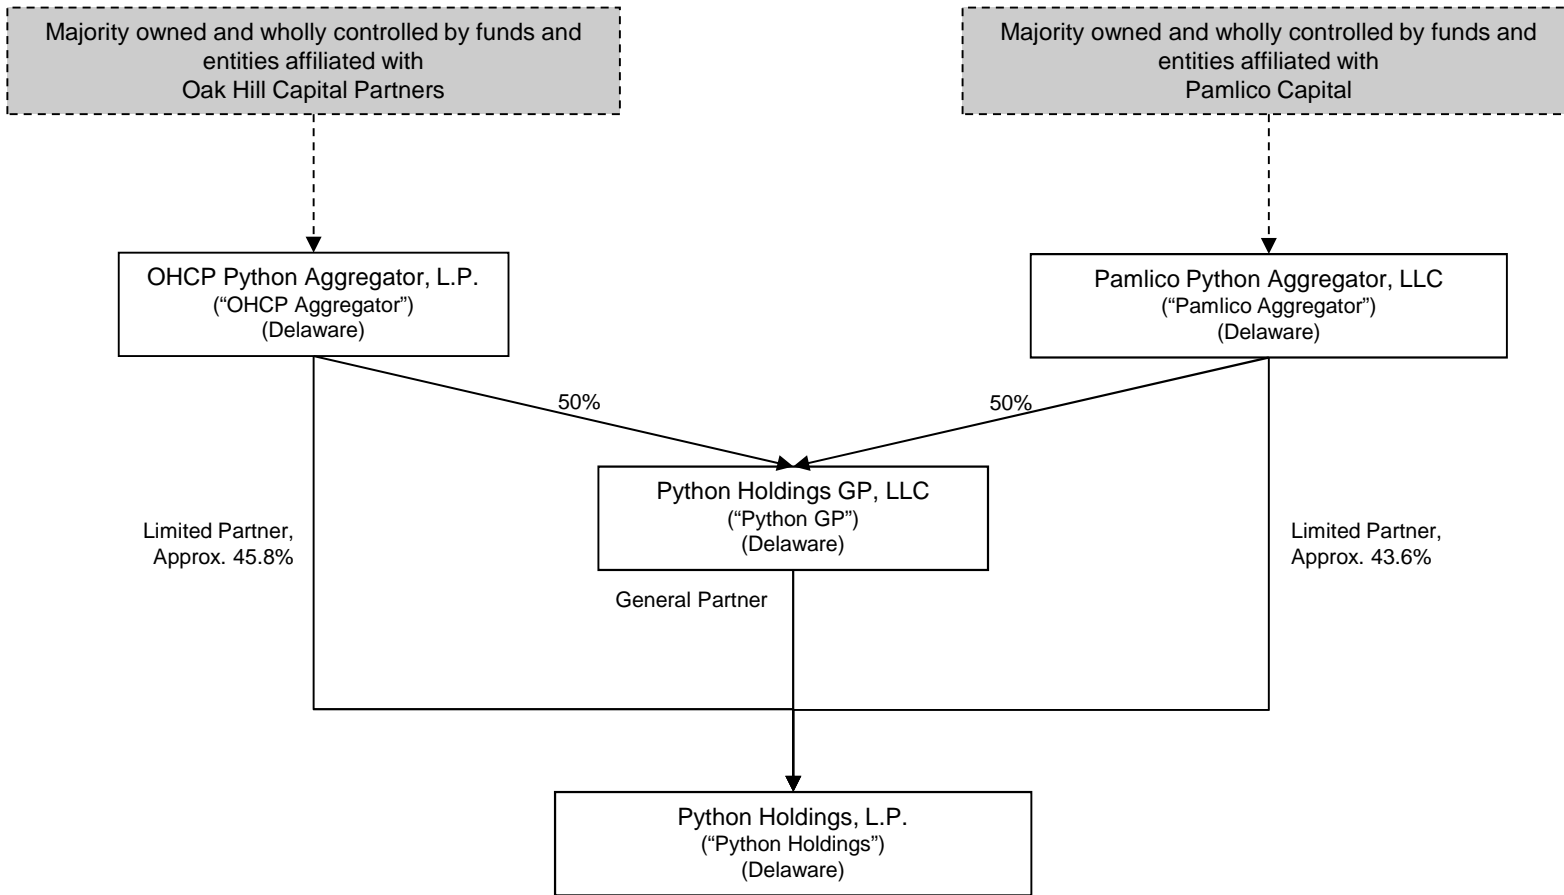 Majority owned and wholly controlled by funds and
entities affiliated with
Oak Hill Capital Partners
Majority owned and wholly controlled by funds and
entities affiliated with
Pamlico Capital
OHCP Python Aggregator, L.P.
(“OHCP Aggregator”)
(Delaware)
Pamlico Python Aggregator, LLC
(“Pamlico Aggregator”)
(Delaware)
50%
50%
Python Holdings GP, LLC
(“Python GP”)
(Delaware)
Limited Partner,
Approx. 45.8%
Limited Partner,
Approx. 43.6%
General Partner
Python Holdings, L.P.
(“Python Holdings”)
(Delaware)